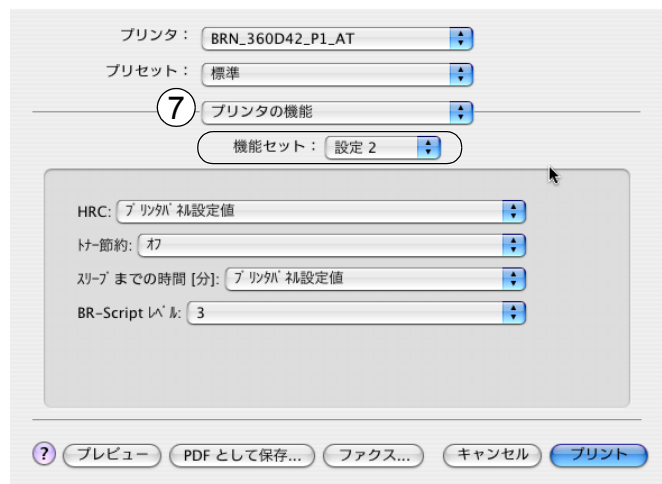 プリンタ： BRN_360D42_P1_AT
プリセット： 標準
⑦ プリンタの機能
機能セット： 設定 2
HRC: ﾌﾟﾘﾝﾀﾊﾟﾈﾙ設定値
ﾄﾅｰ節約: ｵﾌ
ｽﾘｰﾌﾟまでの時間 [分]: ﾌﾟﾘﾝﾀﾊﾟﾈﾙ設定値
BR-Script ﾚﾍﾞﾙ: 3
? プレビュー PDF として保存... ファクス... キャンセル プリント